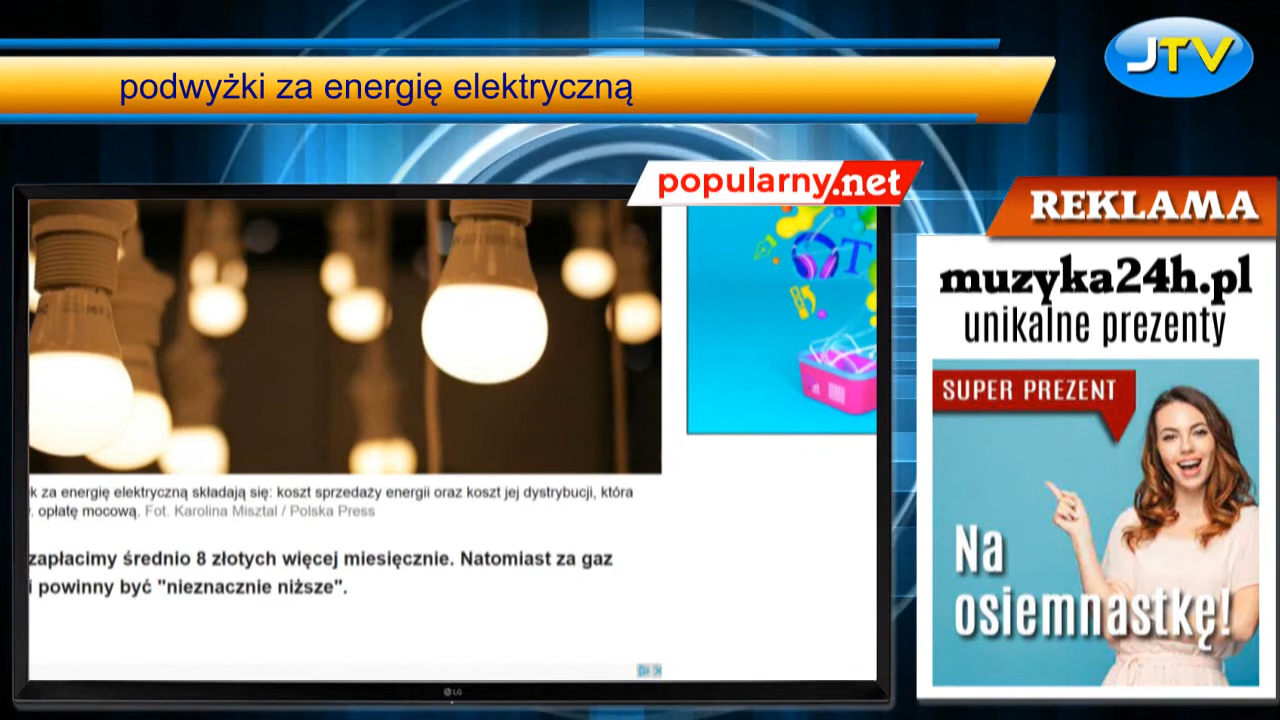 JTV
podwyżki za energię elektryczną
popularny.net
REKLAMA
muzyka24h.pl
unikalne prezenty
SUPER PREZENT
Na
osiemnastkę!
k za energię elektryczną składają się: koszt sprzedaży energii oraz koszt jej dystrybucji, która
. opłatę mocową. Fot. Karolina Misztal / Polska Press
zapłacimy średnio 8 złotych więcej miesięcznie. Natomiast za gaz
i powinny być "nieznacznie niższe".
T
LG